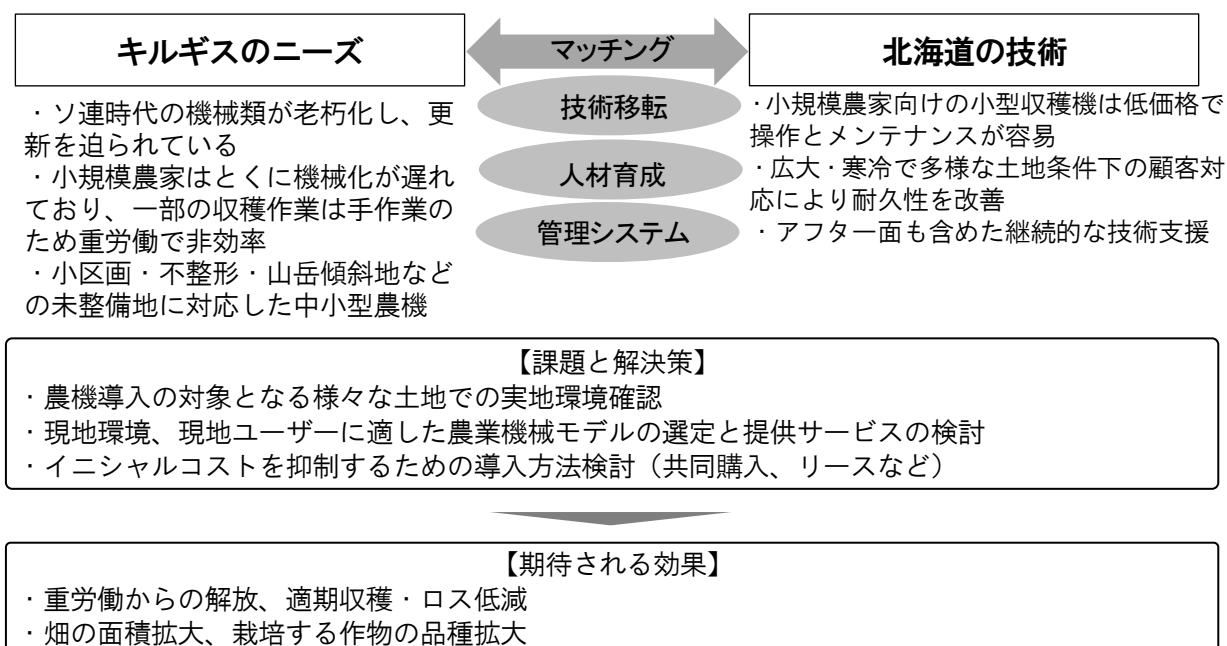 キルギスのニーズ
マッチング
北海道の技術
・ソ連時代の機械類が老朽化し、更
新を迫られている
・小規模農家はとくに機械化が遅れ
ており、一部の収穫作業は手作業の
ため重労働で非効率
・小区画・不整形・山岳傾斜地など
の未整備地に対応した中小型農機
技術移転
人材育成
管理システム
・小規模農家向けの小型収穫機は低価格で
操作とメンテナンスが容易
・広大・寒冷で多様な土地条件下の顧客対
応により耐久性を改善
・アフター面も含めた継続的な技術支援
【課題と解決策】
・農機導入の対象となる様々な土地での実地環境確認
・現地環境、現地ユーザーに適した農業機械モデルの選定と提供サービスの検討
・イニシャルコストを抑制するための導入方法検討（共同購入、リースなど）
【期待される効果】
・重労働からの解放、適期収穫・ロス低減
・畑の面積拡大、栽培する作物の品種拡大